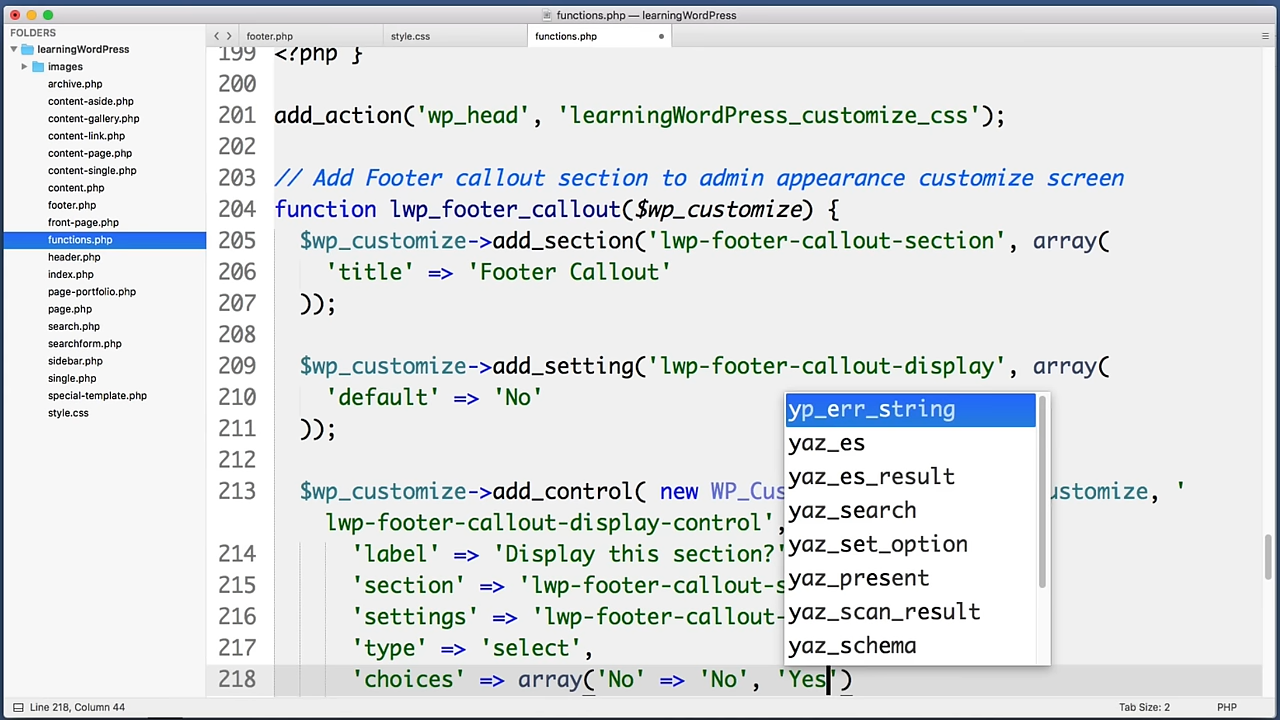 functions.php — learningWordPress
FOLDERS
learningWordPress
images
archive.php
content-aside.php
content-gallery.php
content-link.php
content-page.php
content-single.php
content.php
footer.php
front-page.php
functions.php
header.php
index.php
page-portfolio.php
page.php
search.php
searchform.php
sidebar.php
single.php
special-template.php
style.css
footer.php style.css functions.php
199 <?php }
200
201 add_action('wp_head', 'learningWordPress_customize_css');
202
203 // Add Footer callout section to admin appearance customize screen
204 function lwp_footer_callout($wp_customize) {
205 $wp_customize->add_section('lwp-footer-callout-section', array(
206 'title' => 'Footer Callout'
207 ));
208
209 $wp_customize->add_setting('lwp-footer-callout-display', array(
210 'default' => 'No'
211 ));
212
213 $wp_customize->add_control( new WP_Cus ustomize, '
lwp-footer-callout-display-control',
214 'label' => 'Display this section?'
215 'section' => 'lwp-footer-callout-s
216 'settings' => 'lwp-footer-callout-
217 'type' => 'select',
218 'choices' => array('No' => 'No', 'Yes')
yp_err_string
yaz_es
yaz_es_result
yaz_search
yaz_set_option
yaz_present
yaz_scan_result
yaz_schema
Line 218, Column 44 Tab Size: 2 PHP